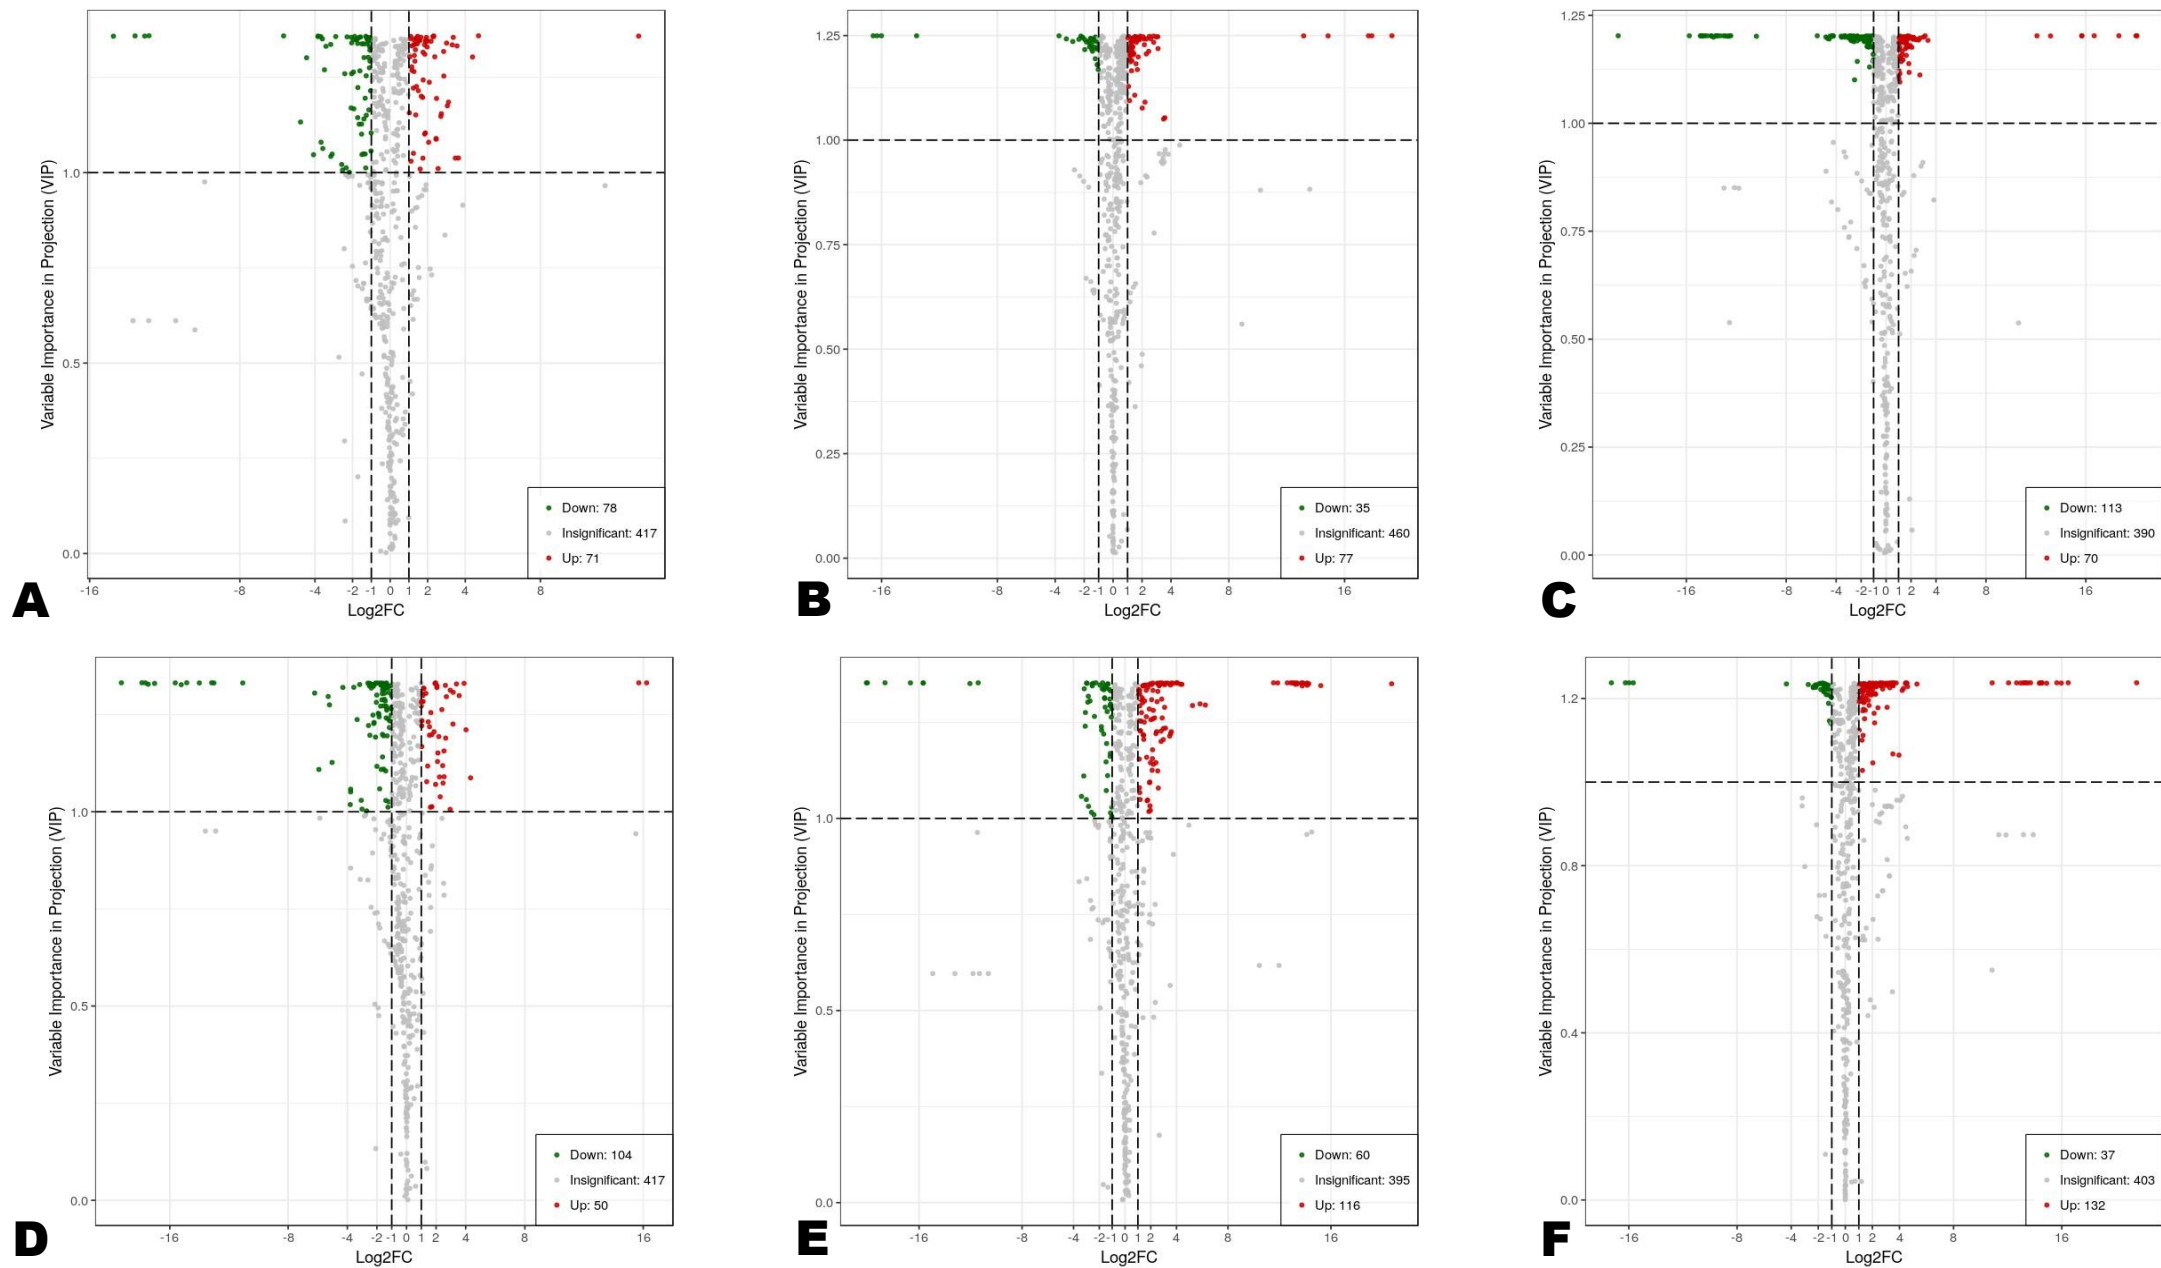 Variable Importance in Projection (VIP)
1.0
0.5
0.0
Down: 78
Insignificant: 417
Up: 71
-16 -8 -4 -2 -1 0 1 2 4 8
Log2FC
A
Variable Importance in Projection (VIP)
1.25
1.00
0.75
0.50
0.25
0.00
Down: 35
Insignificant: 460
Up: 77
-16 -8 -4 -2 -1 0 1 2 4 8 16
Log2FC
B
Variable Importance in Projection (VIP)
1.25
1.00
0.75
0.50
0.25
0.00
Down: 113
Insignificant: 390
Up: 70
-16 -8 -4 -2 -1 0 1 2 4 8 16
Log2FC
C
Variable Importance in Projection (VIP)
1.0
0.5
0.0
Down: 104
Insignificant: 417
Up: 50
-16 -8 -4 -2 -1 0 1 2 4 8 16
Log2FC
D
Variable Importance in Projection (VIP)
1.0
0.5
0.0
Down: 60
Insignificant: 395
Up: 116
-16 -8 -4 -2 -1 0 1 2 4 8 16
Log2FC
E
Variable Importance in Projection (VIP)
1.2
0.8
0.4
0.0
Down: 37
Insignificant: 403
Up: 132
-16 -8 -4 -2 -1 0 1 2 4 8 16
Log2FC
F